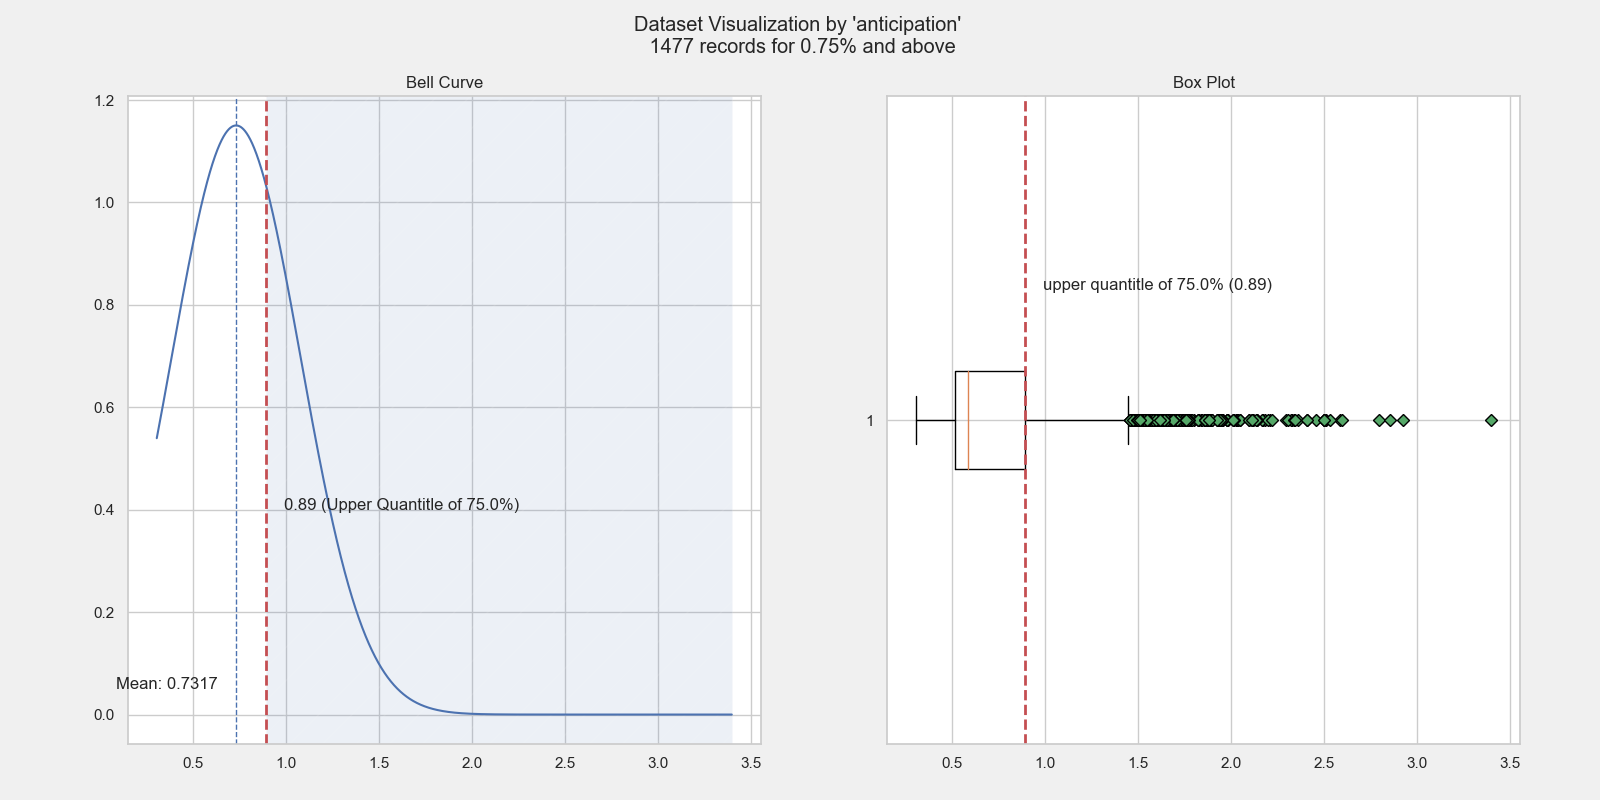 Dataset Visualization by 'anticipation'
1477 records for 0.75% and above
Bell Curve
1.2
1.0
0.8
0.6
0.4
0.2
0.0
0.89 (Upper Quantitle of 75.0%)
Mean: 0.7317
0.5 1.0 1.5 2.0 2.5 3.0 3.5
Box Plot
upper quantitle of 75.0% (0.89)
1
0.5 1.0 1.5 2.0 2.5 3.0 3.5